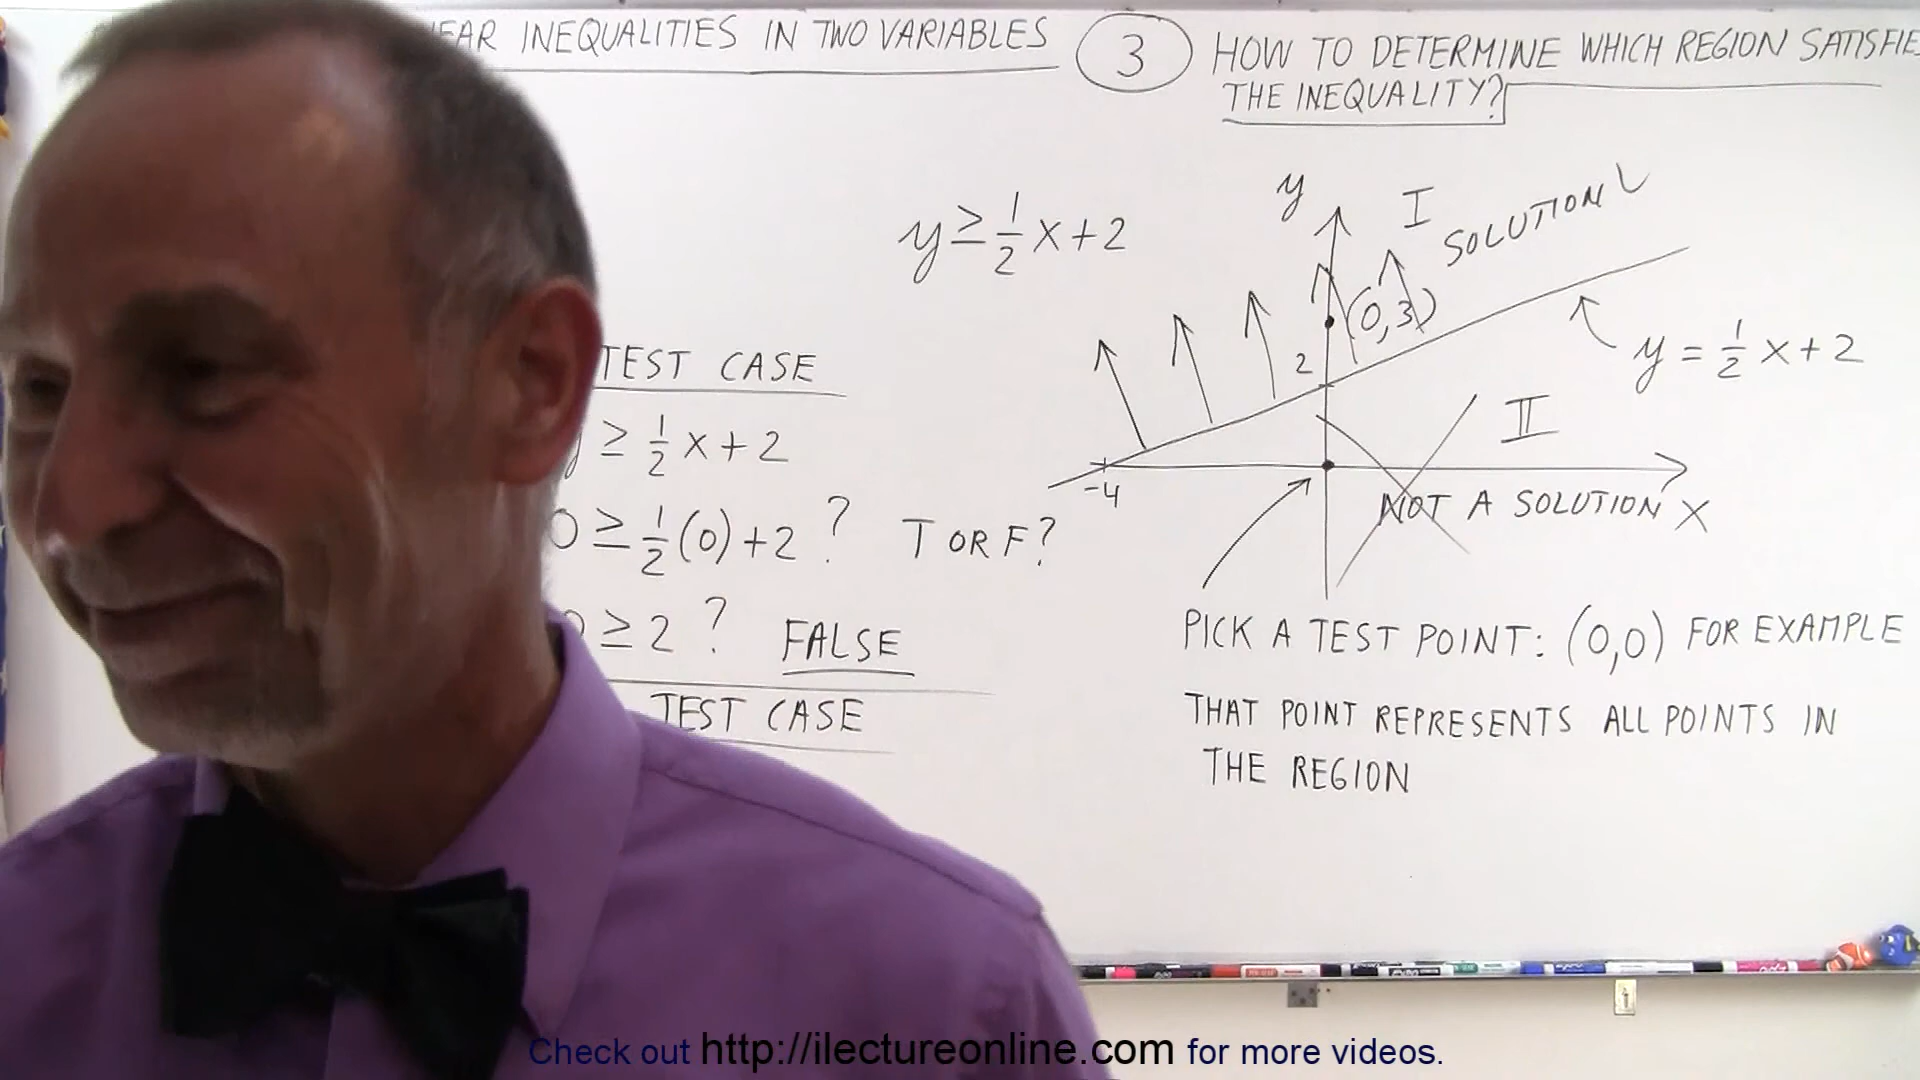 INEQUALITIES IN TWO VARIABLES
3 HOW TO DETERMINE WHICH REGION
THE INEQUALITY?
y ≥ 1/2 x + 2
y
I
SOLUTION
(0,3)
2
y = 1/2 x + 2
II
-4
NOT A SOLUTION X
TEST CASE
≥ 1/2 x + 2
0 ≥ 1/2 (0) + 2 ? T OR F?
≥ 2 ? FALSE
TEST CASE
PICK A TEST POINT: (0,0) FOR EXAMPLE
THAT POINT REPRESENTS ALL POINTS IN
THE REGION
Check out http://ilectureonline.com for more videos.